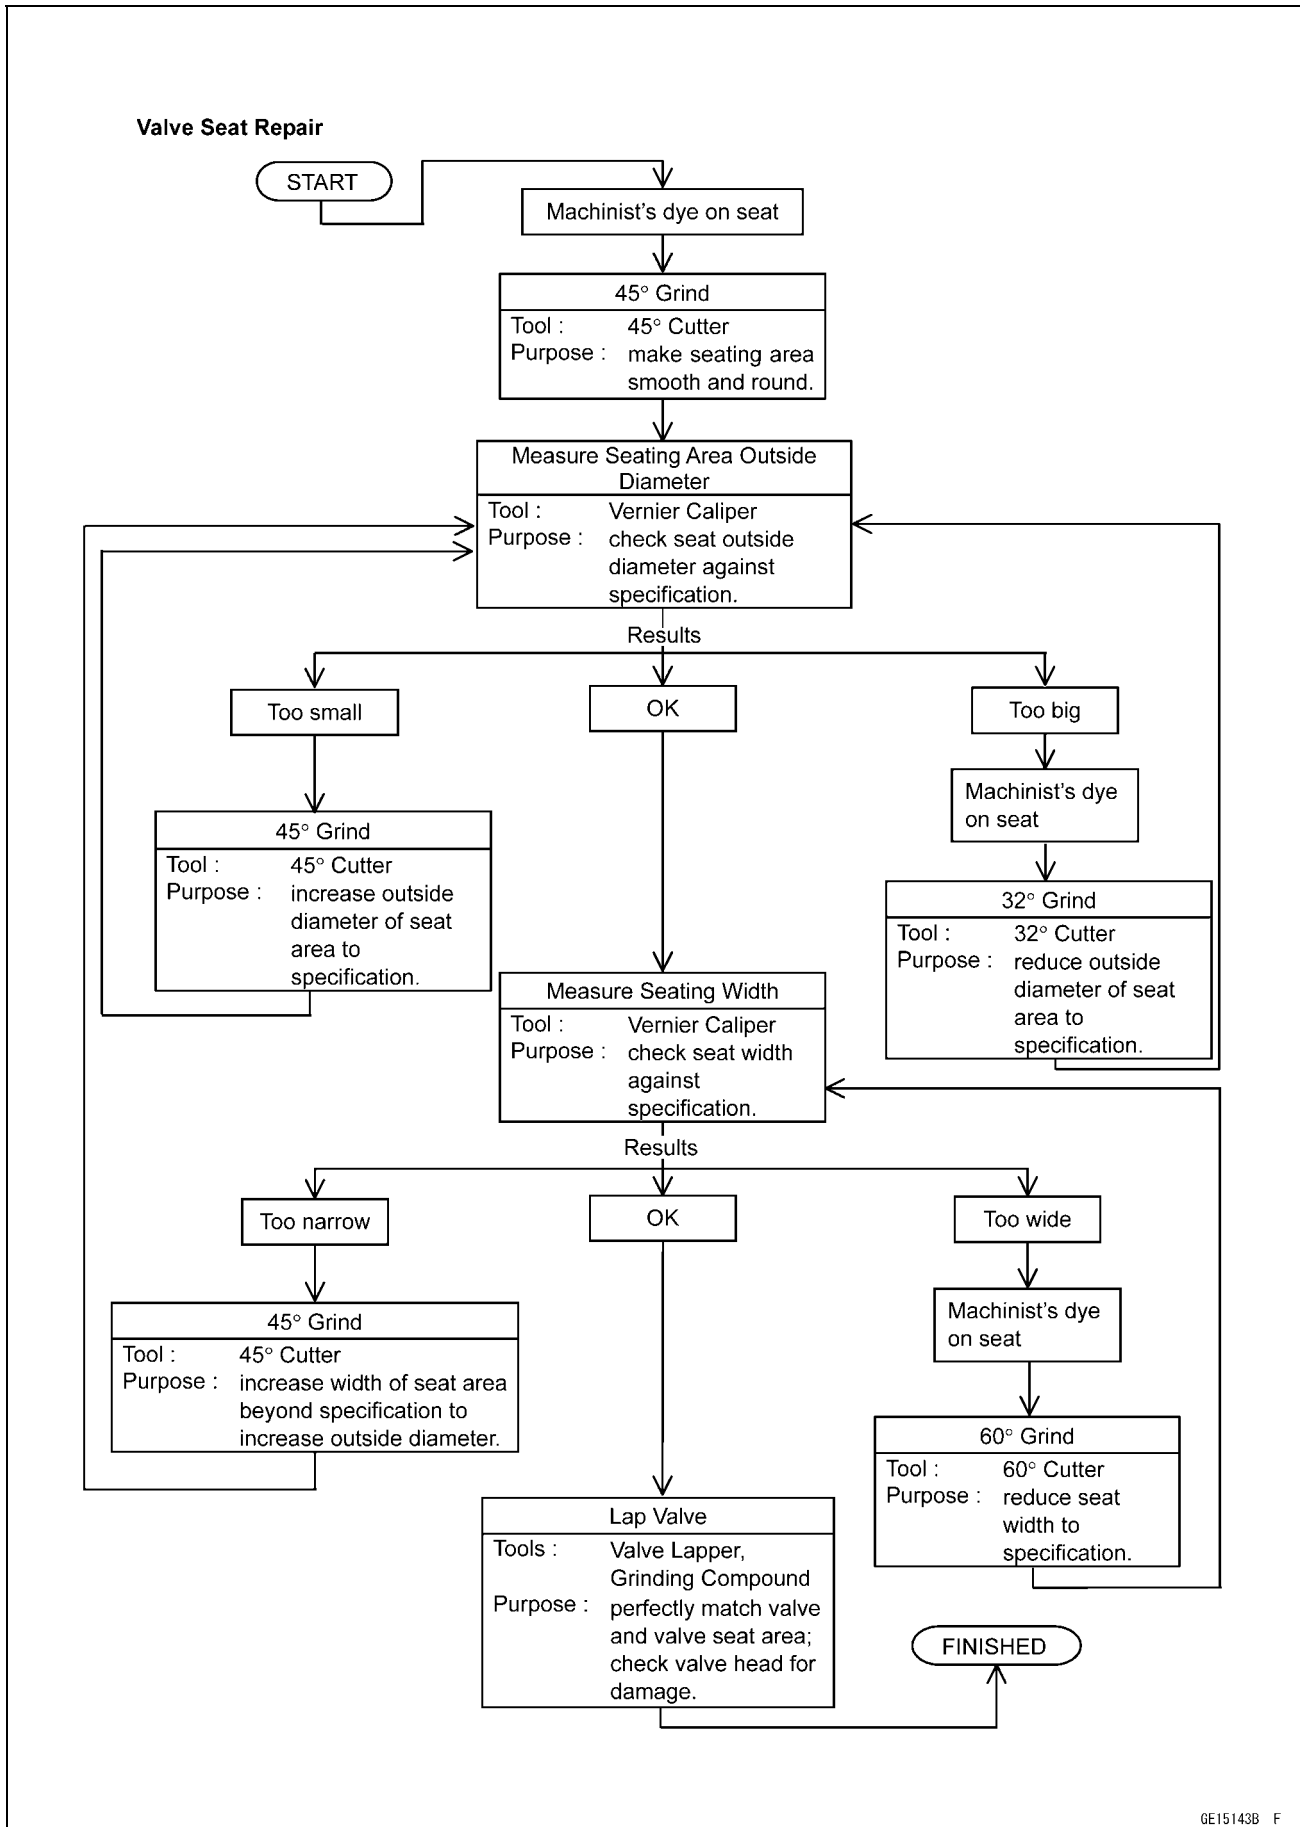 Valve Seat Repair
START
Machinist's dye on seat
45° Grind
Tool : 45° Cutter
Purpose : make seating area
smooth and round.
Measure Seating Area Outside
Diameter
Tool : Vernier Caliper
Purpose : check seat outside
diameter against
specification.
Results
Too small
OK
Too big
Machinist's dye
on seat
45° Grind
Tool : 45° Cutter
Purpose : increase outside
diameter of seat
area to
specification.
32° Grind
Tool : 32° Cutter
Purpose : reduce outside
diameter of seat
area to
specification.
Measure Seating Width
Tool : Vernier Caliper
Purpose : check seat width
against
specification.
Results
Too narrow
OK
Too wide
Machinist's dye
on seat
45° Grind
Tool : 45° Cutter
Purpose : increase width of seat area
beyond specification to
increase outside diameter.
60° Grind
Tool : 60° Cutter
Purpose : reduce seat
width to
specification.
Lap Valve
Tools : Valve Lapper,
Grinding Compound
Purpose : perfectly match valve
and valve seat area;
check valve head for
damage.
FINISHED
GE15143B F